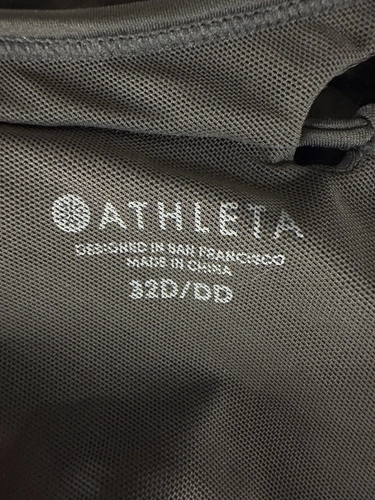 ATHLETA
DESIGNED IN SAN FRANCISCO
MADE IN CHINA
32D/DD